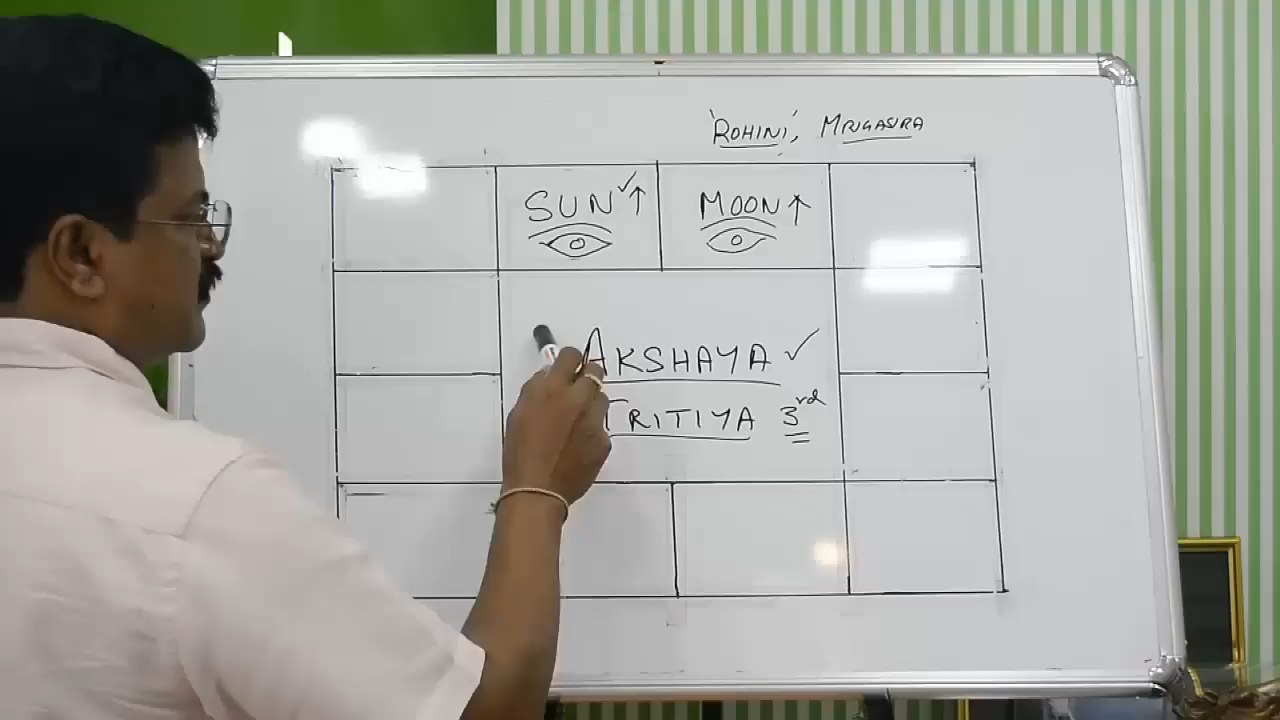 'ROHINI', MRIGASIRA
SUN ✓↑
MOON ↑
AKSHAYA ✓
TRITIYA 3rd